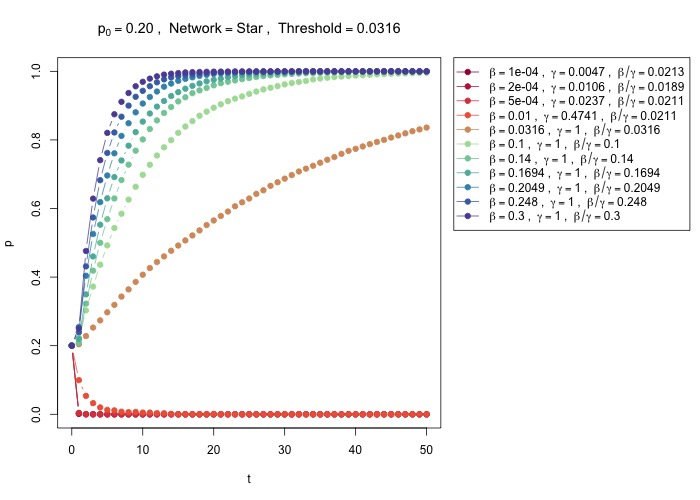 p0 = 0.20 , Network = Star , Threshold = 0.0316
β = 1e-04 , γ = 0.0047 , β/γ = 0.0213
β = 2e-04 , γ = 0.0106 , β/γ = 0.0189
β = 5e-04 , γ = 0.0237 , β/γ = 0.0211
β = 0.01 , γ = 0.4741 , β/γ = 0.0211
β = 0.0316 , γ = 1 , β/γ = 0.0316
β = 0.1 , γ = 1 , β/γ = 0.1
β = 0.14 , γ = 1 , β/γ = 0.14
β = 0.1694 , γ = 1 , β/γ = 0.1694
β = 0.2049 , γ = 1 , β/γ = 0.2049
β = 0.248 , γ = 1 , β/γ = 0.248
β = 0.3 , γ = 1 , β/γ = 0.3
1.0
0.8
0.6
0.4
0.2
0.0
p
0 10 20 30 40 50
t